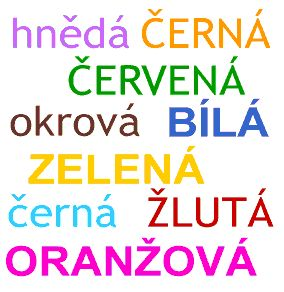 hnědá ČERNÁ
ČERVENÁ
okrová BÍLÁ
ZELENÁ
černá ŽLUTÁ
ORANŽOVÁ